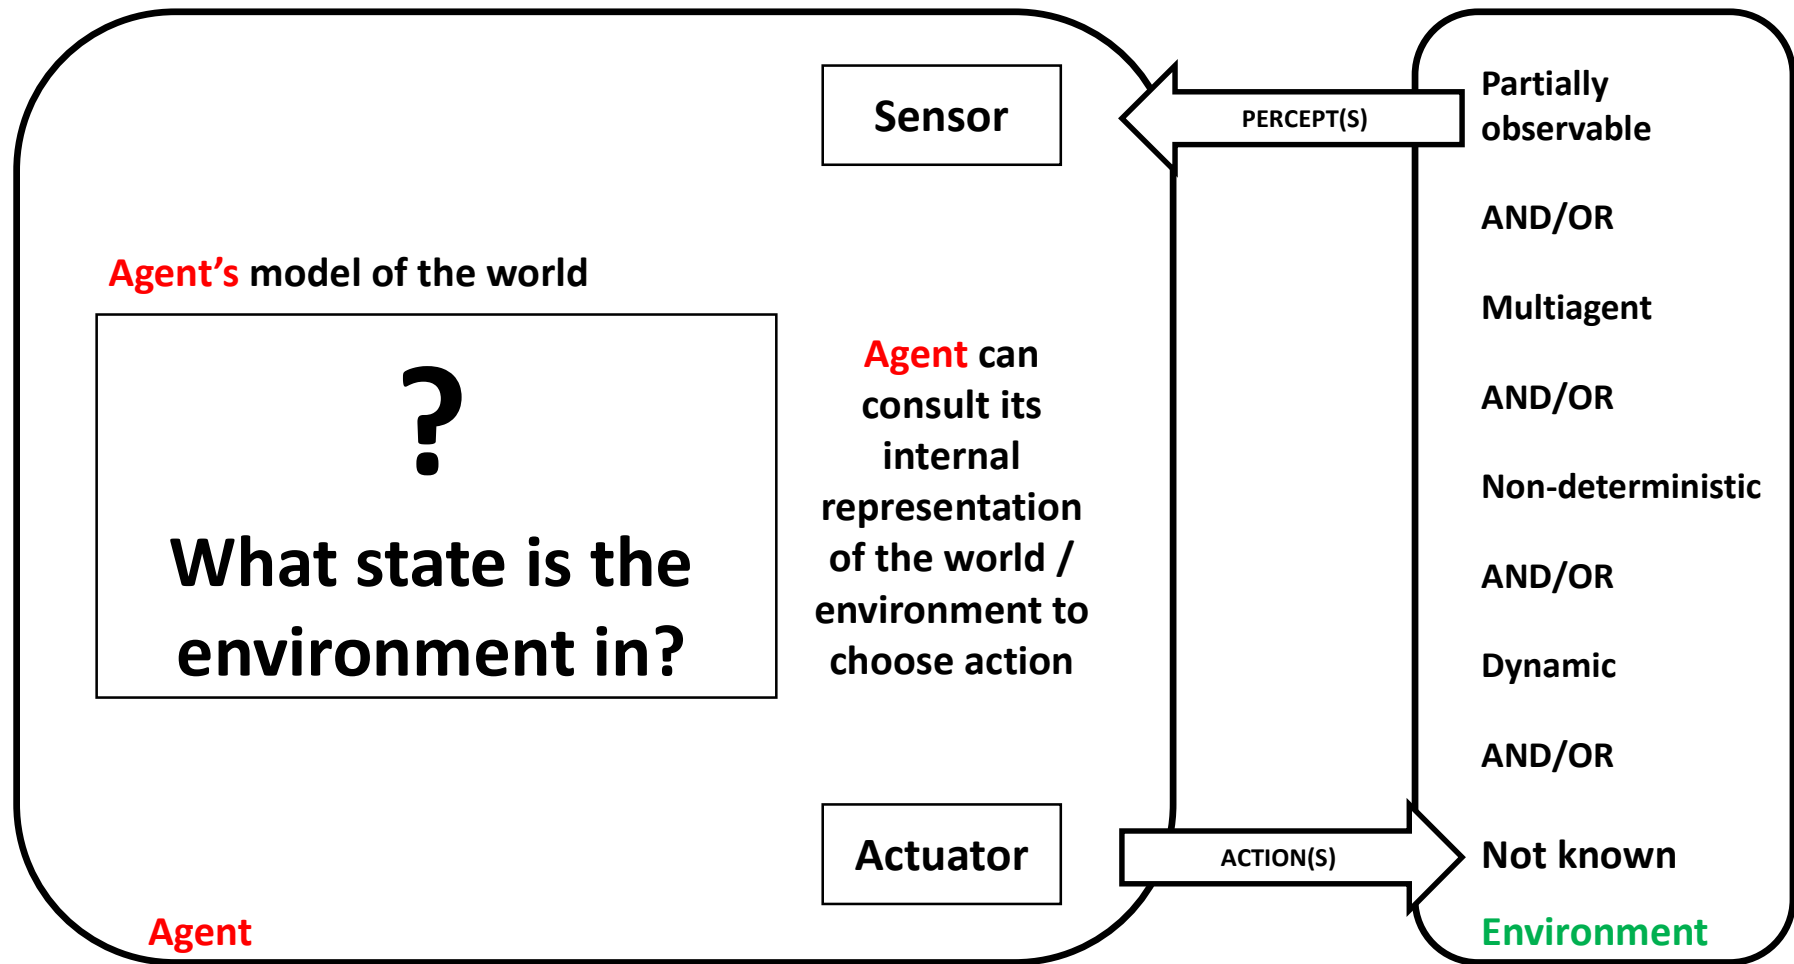 Sensor
PERCEPT(S)
Partially
observable
AND/OR
Agent's model of the world
Multiagent
?
What state is the
environment in?
Agent can
consult its
internal
representation
of the world /
environment to
choose action
AND/OR
Non-deterministic
AND/OR
Dynamic
AND/OR
Actuator
ACTION(S)
Not known
Agent
Environment